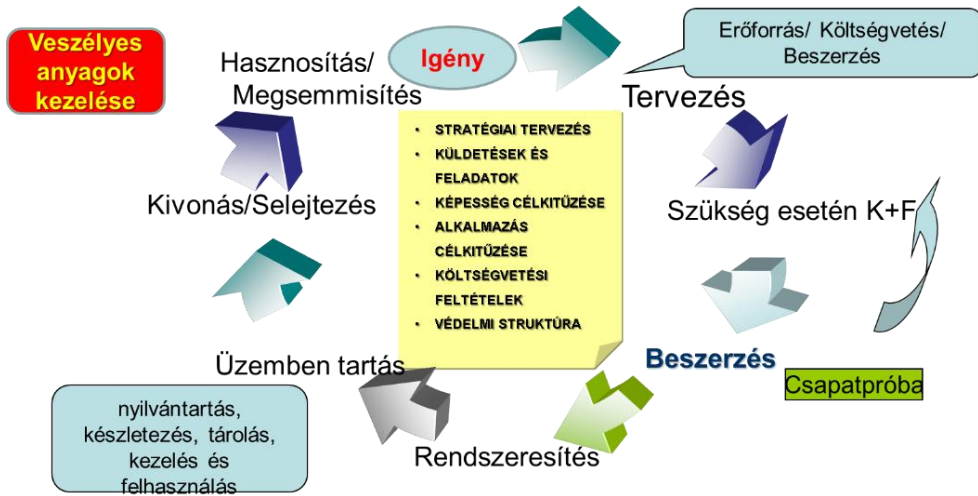 Veszélyes
anyagok
kezelése
Hasznosítás/
Megsemmisítés
Igény
Erőforrás/ Költségvetés/
Beszerzés
Tervezés
• STRATÉGIAI TERVEZÉS
• KÜLDETÉSEK ÉS
FELADATOK
• KÉPESSÉG CÉLKITŰZÉSE
• ALKALMAZÁS
CÉLKITŰZÉSE
• KÖLTSÉGVETÉSI
FELTÉTELEK
• VÉDELMI STRUKTÚRA
Kivonás/Selejtezés
Szükség esetén K+F
Üzemben tartás
Beszerzés
Csapatpróba
nyilvántartás,
készletezés, tárolás,
kezelés és
felhasználás
Rendszeresítés